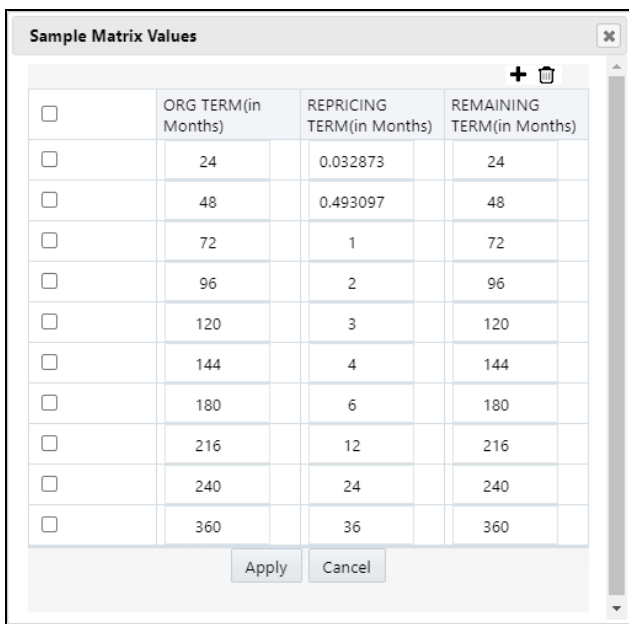 Sample Matrix Values
ORG TERM(in Months) REPRICING TERM(in Months) REMAINING TERM(in Months)
24 0.032873 24
48 0.493097 48
72 1 72
96 2 96
120 3 120
144 4 144
180 6 180
216 12 216
240 24 240
360 36 360
Apply Cancel